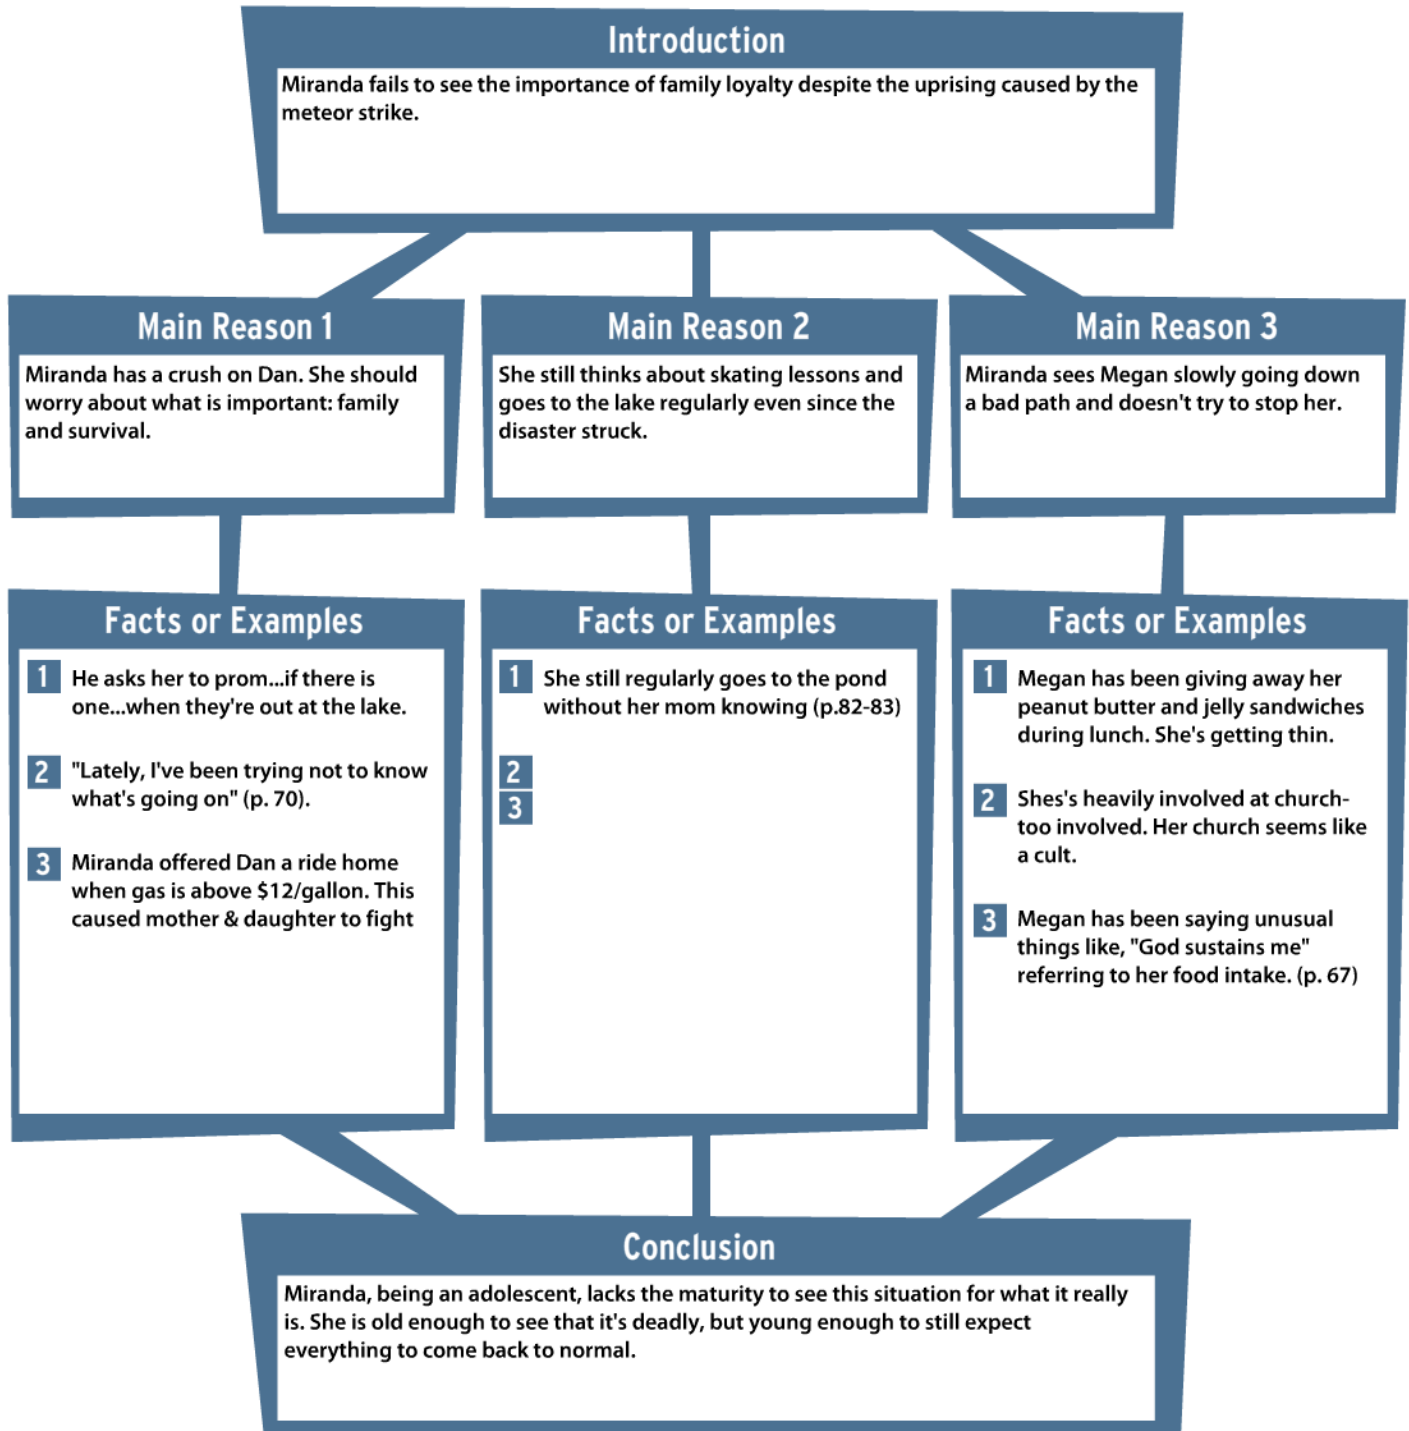 Introduction
Miranda fails to see the importance of family loyalty despite the uprising caused by the
meteor strike.
Main Reason 1
Miranda has a crush on Dan. She should
worry about what is important: family
and survival.
Main Reason 2
She still thinks about skating lessons and
goes to the lake regularly even since the
disaster struck.
Main Reason 3
Miranda sees Megan slowly going down
a bad path and doesn't try to stop her.
Facts or Examples
1 He asks her to prom...if there is
one...when they're out at the lake.
2 "Lately, I've been trying not to know
what's going on" (p. 70).
3 Miranda offered Dan a ride home
when gas is above $12/gallon. This
caused mother & daughter to fight
Facts or Examples
1 She still regularly goes to the pond
without her mom knowing (p.82-83)
2
3
Facts or Examples
1 Megan has been giving away her
peanut butter and jelly sandwiches
during lunch. She's getting thin.
2 Shes's heavily involved at church-
too involved. Her church seems like
a cult.
3 Megan has been saying unusual
things like, "God sustains me"
referring to her food intake. (p. 67)
Conclusion
Miranda, being an adolescent, lacks the maturity to see this situation for what it really
is. She is old enough to see that it's deadly, but young enough to still expect
everything to come back to normal.